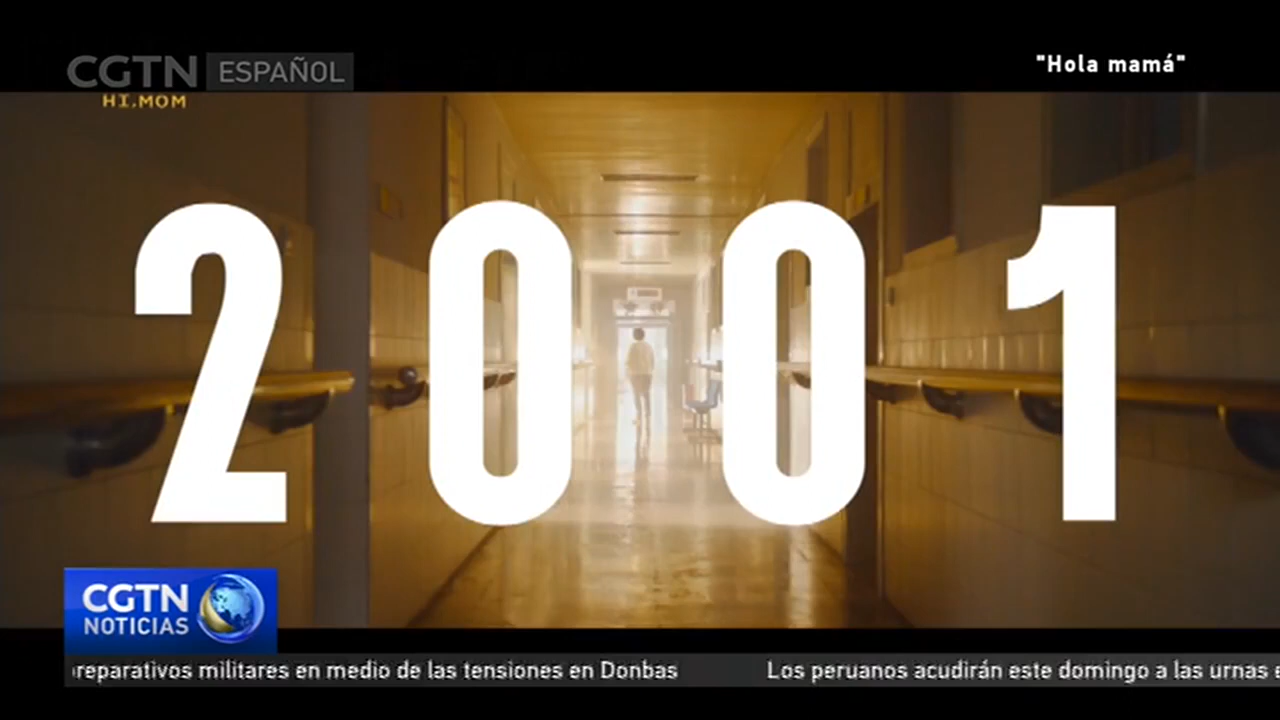 CGTN ESPAÑOL
"Hola mamá"
HI,MOM
2001
CGTN
NOTICIAS
militares en medio de las tensiones en Donbas
Los peruanos acudirán este domingo a las urnas